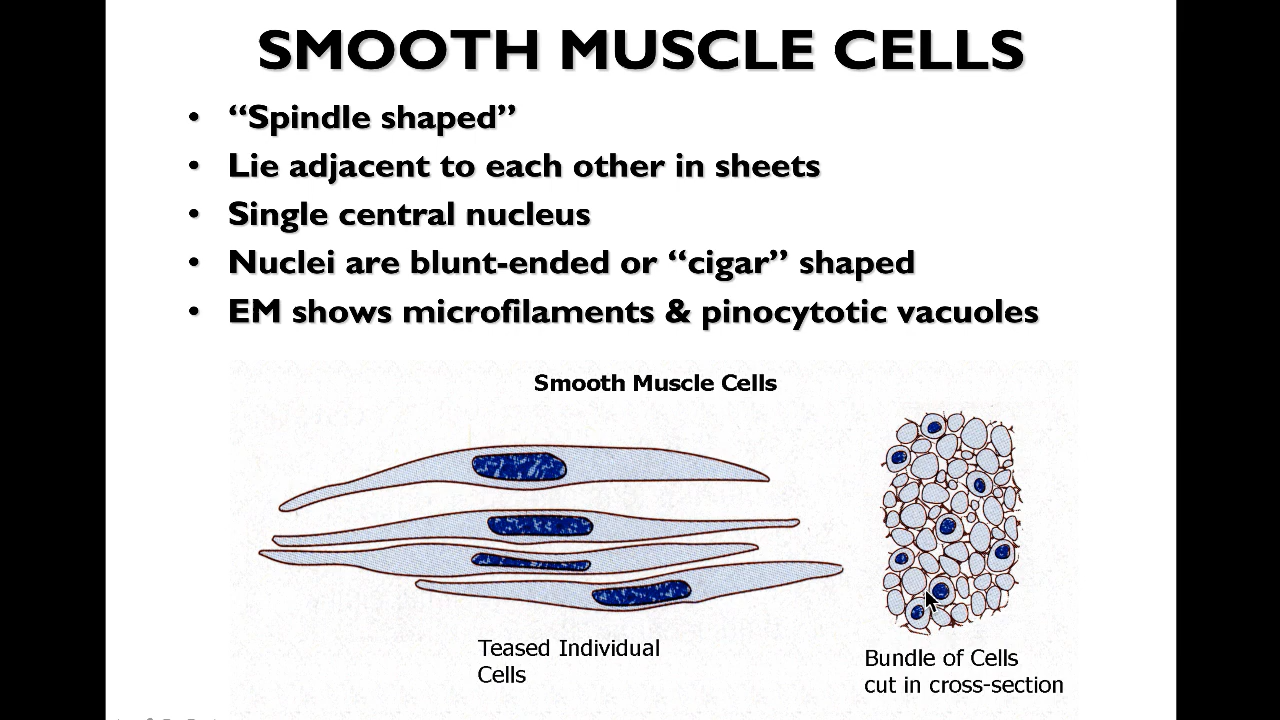 SMOOTH MUSCLE CELLS
• “Spindle shaped”
• Lie adjacent to each other in sheets
• Single central nucleus
• Nuclei are blunt-ended or “cigar” shaped
• EM shows microfilaments & pinocytotic vacuoles
Smooth Muscle Cells
Teased Individual
Cells
Bundle of Cells
cut in cross-section